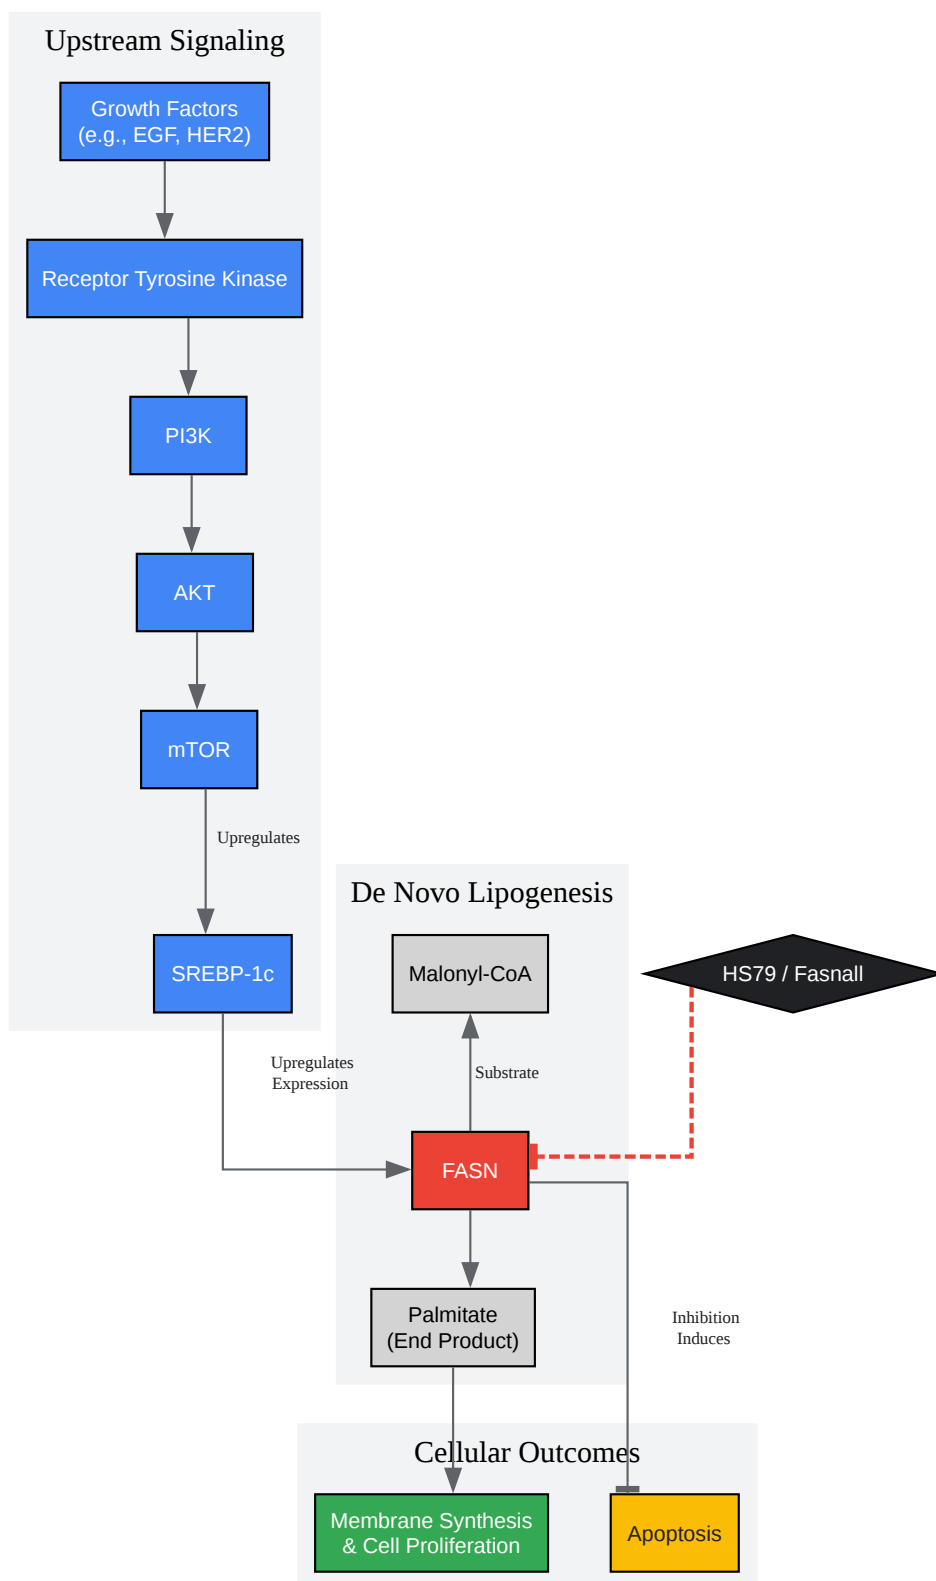 Upstream Signaling
Growth Factors
(e.g., EGF, HER2)
Receptor Tyrosine Kinase
PI3K
AKT
mTOR
Upregulates
SREBP-1c
De Novo Lipogenesis
Malonyl-CoA
HS79 / Fasnall
Upregulates
Expression
Substrate
FASN
Palmitate
(End Product)
Inhibition
Induces
Cellular Outcomes
Membrane Synthesis
& Cell Proliferation
Apoptosis